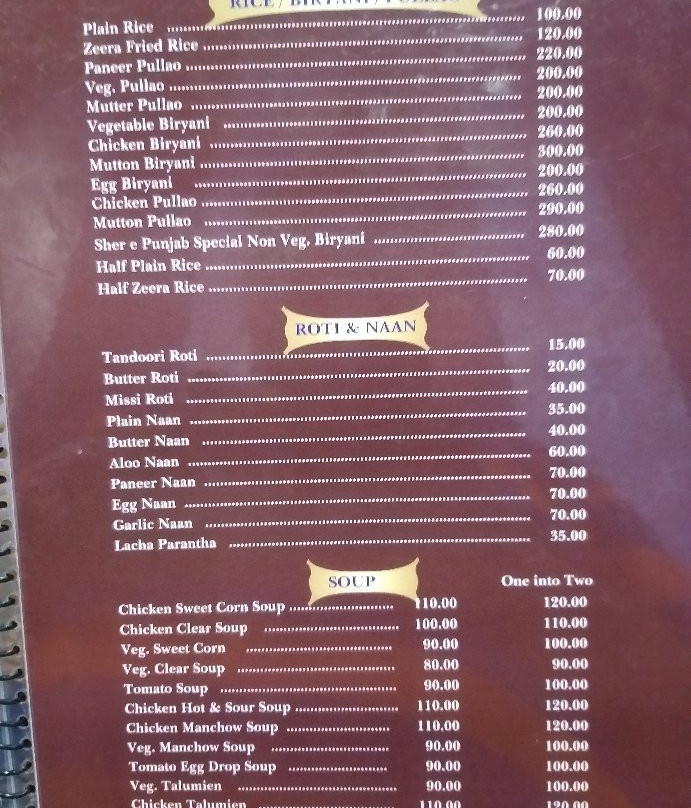 RICE / BIRYANI / PULLAO
Plain Rice ........ 100.00
Zeera Fried Rice ........ 120.00
Paneer Pullao ........ 220.00
Veg. Pullao ........ 200.00
Mutter Pullao ........ 200.00
Vegetable Biryani ........ 200.00
Chicken Biryani ........ 260.00
Mutton Biryani ........ 300.00
Egg Biryani ........ 200.00
Chicken Pullao ........ 260.00
Mutton Pullao ........ 290.00
Sher e Punjab Special Non Veg. Biryani ........ 280.00
Half Plain Rice ........ 60.00
Half Zeera Rice ........ 70.00
ROTI & NAAN
Tandoori Roti ........ 15.00
Butter Roti ........ 20.00
Missi Roti ........ 40.00
Plain Naan ........ 35.00
Butter Naan ........ 40.00
Aloo Naan ........ 60.00
Paneer Naan ........ 70.00
Egg Naan ........ 70.00
Garlic Naan ........ 70.00
Lacha Parantha ........ 35.00
SOUP One into Two
Chicken Sweet Corn Soup ........ 110.00 120.00
Chicken Clear Soup ........ 100.00 110.00
Veg. Sweet Corn ........ 90.00 100.00
Veg. Clear Soup ........ 80.00 90.00
Tomato Soup ........ 90.00 100.00
Chicken Hot & Sour Soup ........ 110.00 120.00
Chicken Manchow Soup ........ 110.00 120.00
Veg. Manchow Soup ........ 90.00 100.00
Tomato Egg Drop Soup ........ 90.00 100.00
Veg. Talumien ........ 90.00 100.00
Chicken Talumien ........ 110.00 120.00